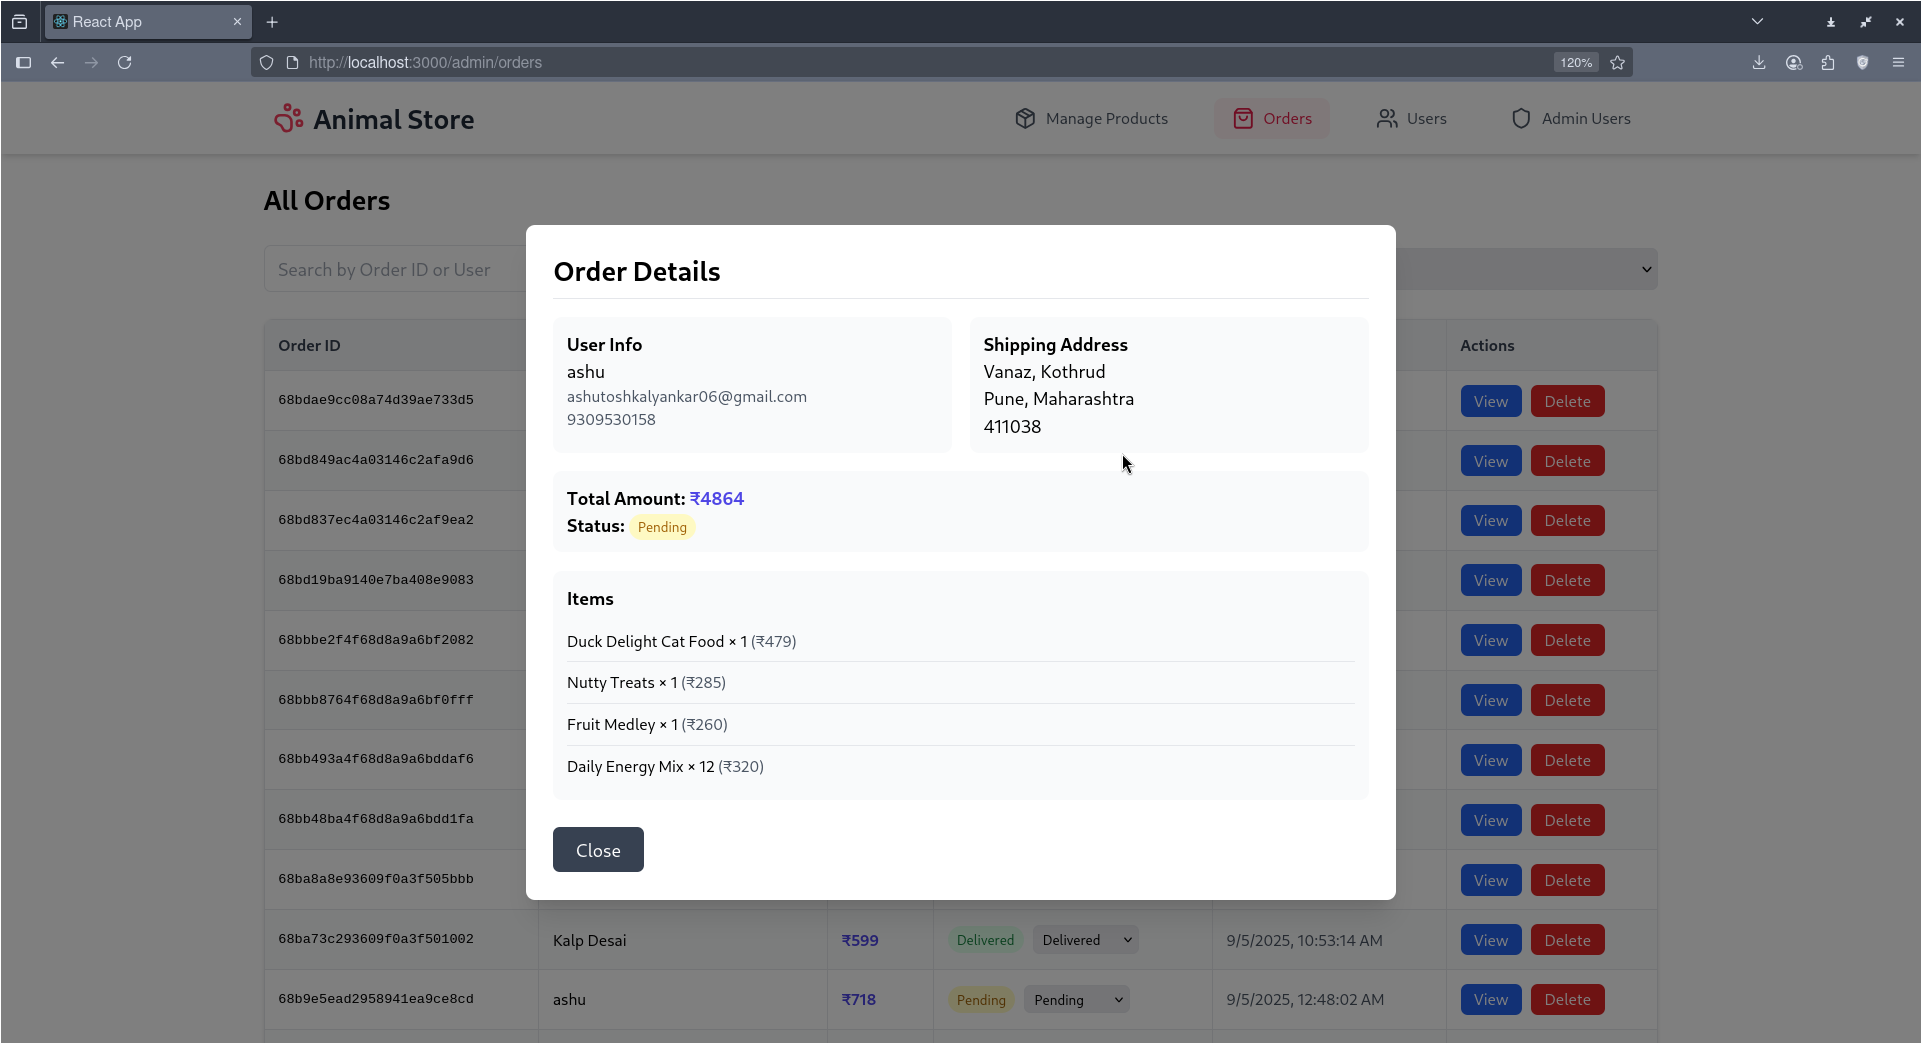 React App
http://localhost:3000/admin/orders
120%
Animal Store
Manage Products
Orders
Users
Admin Users
All Orders
Search by Order ID or User
Order ID
Actions
68bdae9cc08a74d39ae733d5
View Delete
68bd849ac4a03146c2afa9d6
View Delete
68bd837ec4a03146c2af9ea2
View Delete
68bd19ba9140e7ba408e9083
View Delete
68bbbe2f4f68d8a9a6bf2082
View Delete
68bbb8764f68d8a9a6bf0fff
View Delete
68bb493a4f68d8a9a6bddaf6
View Delete
68bb48ba4f68d8a9a6bdd1fa
View Delete
68ba8a8e93609f0a3f505bbb
View Delete
68ba73c293609f0a3f501002 Kalp Desai ₹599 Delivered Delivered 9/5/2025, 10:53:14 AM View Delete
68b9e5ead2958941ea9ce8cd ashu ₹718 Pending Pending 9/5/2025, 12:48:02 AM View Delete
Order Details
User Info
ashu
ashutoshkalyankar06@gmail.com
9309530158
Shipping Address
Vanaz, Kothrud
Pune, Maharashtra
411038
Total Amount: ₹4864
Status: Pending
Items
Duck Delight Cat Food × 1 (₹479)
Nutty Treats × 1 (₹285)
Fruit Medley × 1 (₹260)
Daily Energy Mix × 12 (₹320)
Close